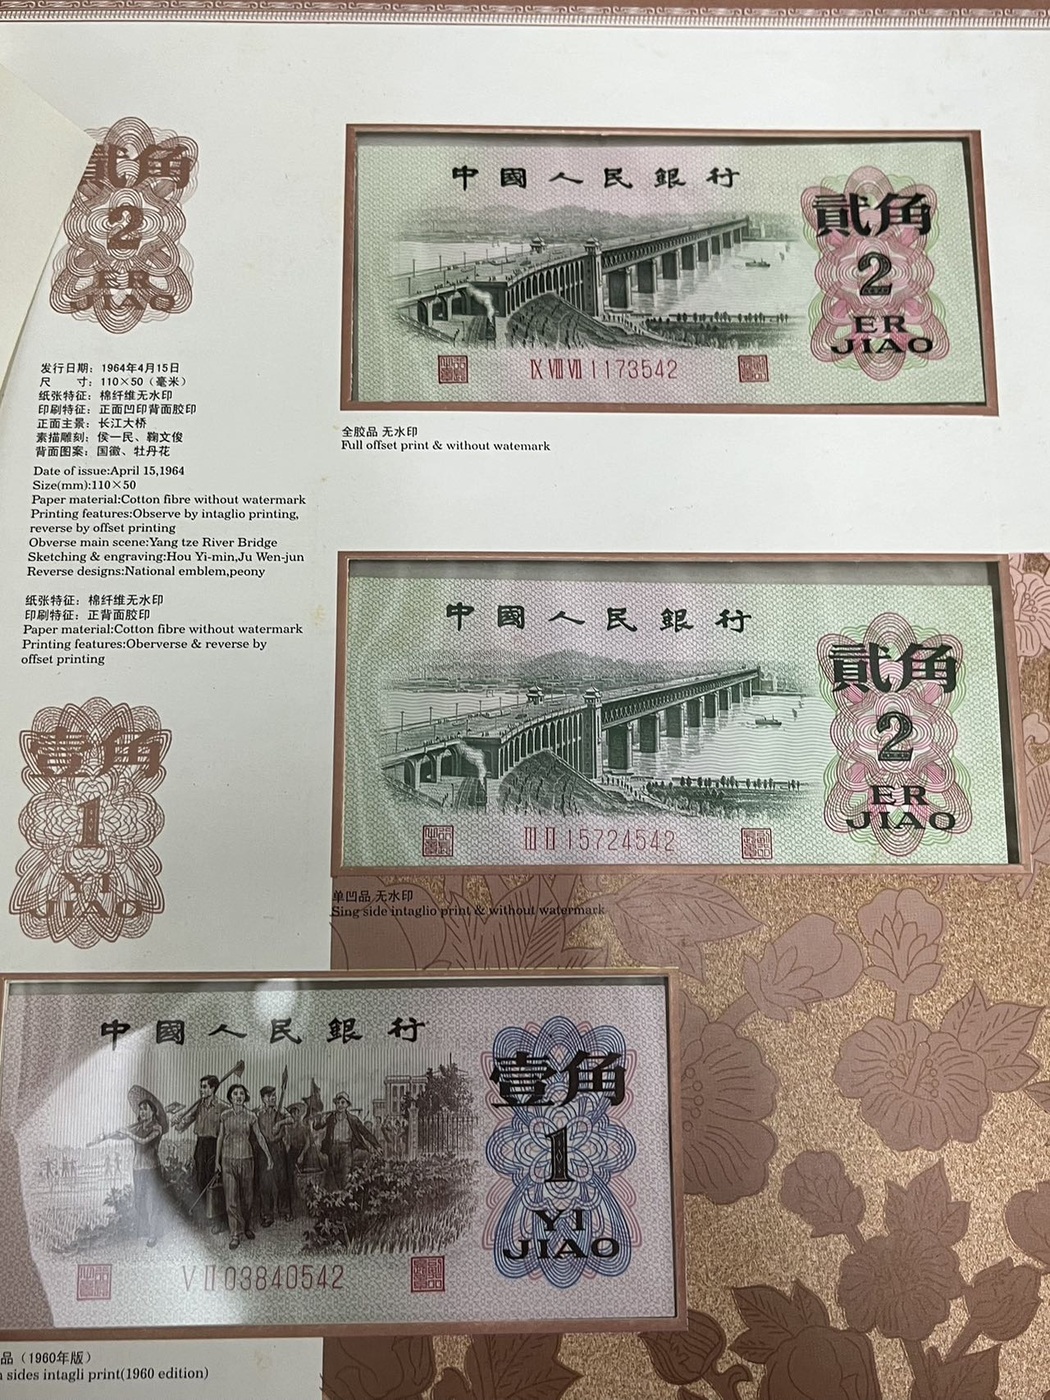 貳角
2
ER
JIAO
发行日期：1964年4月15日
尺 寸：110×50（毫米）
纸张特征：棉纤维无水印
印刷特征：正面凹印背面胶印
正面主景：长江大桥
素描雕刻：侯一民、鞠文俊
背面图案：国徽、牡丹花
Date of issue:April 15,1964
Size(mm):110×50
Paper material:Cotton fibre without watermark
Printing features:Observe by intaglio printing,
reverse by offset printing
Obverse main scene:Yang tze River Bridge
Sketching & engraving:Hou Yi-min,Ju Wen-jun
Reverse designs:National emblem,peony
纸张特征：棉纤维无水印
印刷特征：正背面胶印
Paper material:Cotton fibre without watermark
Printing features:Oberverse & reverse by
offset printing
壹角
1
YI
JIAO
中國人民銀行
貳角
2
ER
JIAO
Ⅸ Ⅷ Ⅶ 1173542
全胶品 无水印
Full offset print & without watemark
中國人民銀行
貳角
2
ER
JIAO
Ⅲ Ⅱ 15724542
单凹品 无水印
Sing side intaglio print & without watermark
中國人民銀行
壹角
1
YI
JIAO
Ⅴ Ⅱ 03840542
品（1960年版）
sides intagli print(1960 edition)